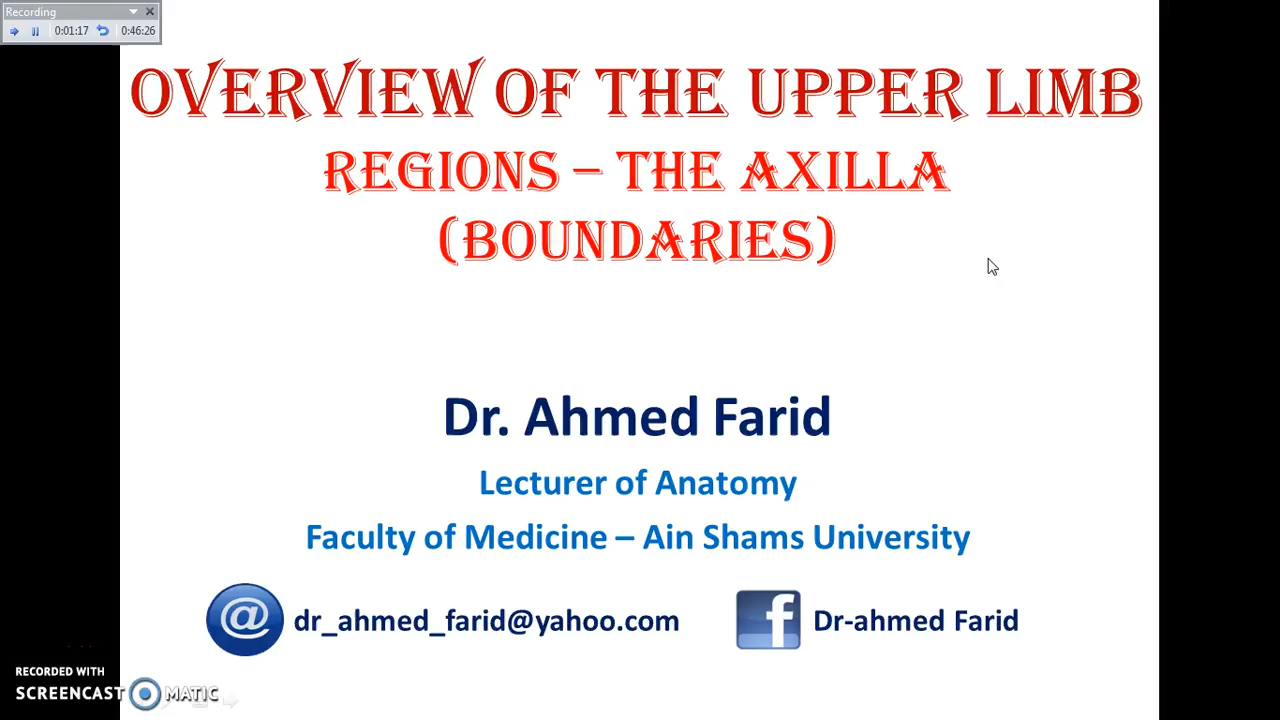 Recording
0:01:17
0:46:26
OVERVIEW OF THE UPPER LIMB
REGIONS – THE AXILLA
(BOUNDARIES)
Dr. Ahmed Farid
Lecturer of Anatomy
Faculty of Medicine – Ain Shams University
@ dr_ahmed_farid@yahoo.com
f Dr-ahmed Farid
RECORDED WITH
SCREENCAST MATIC